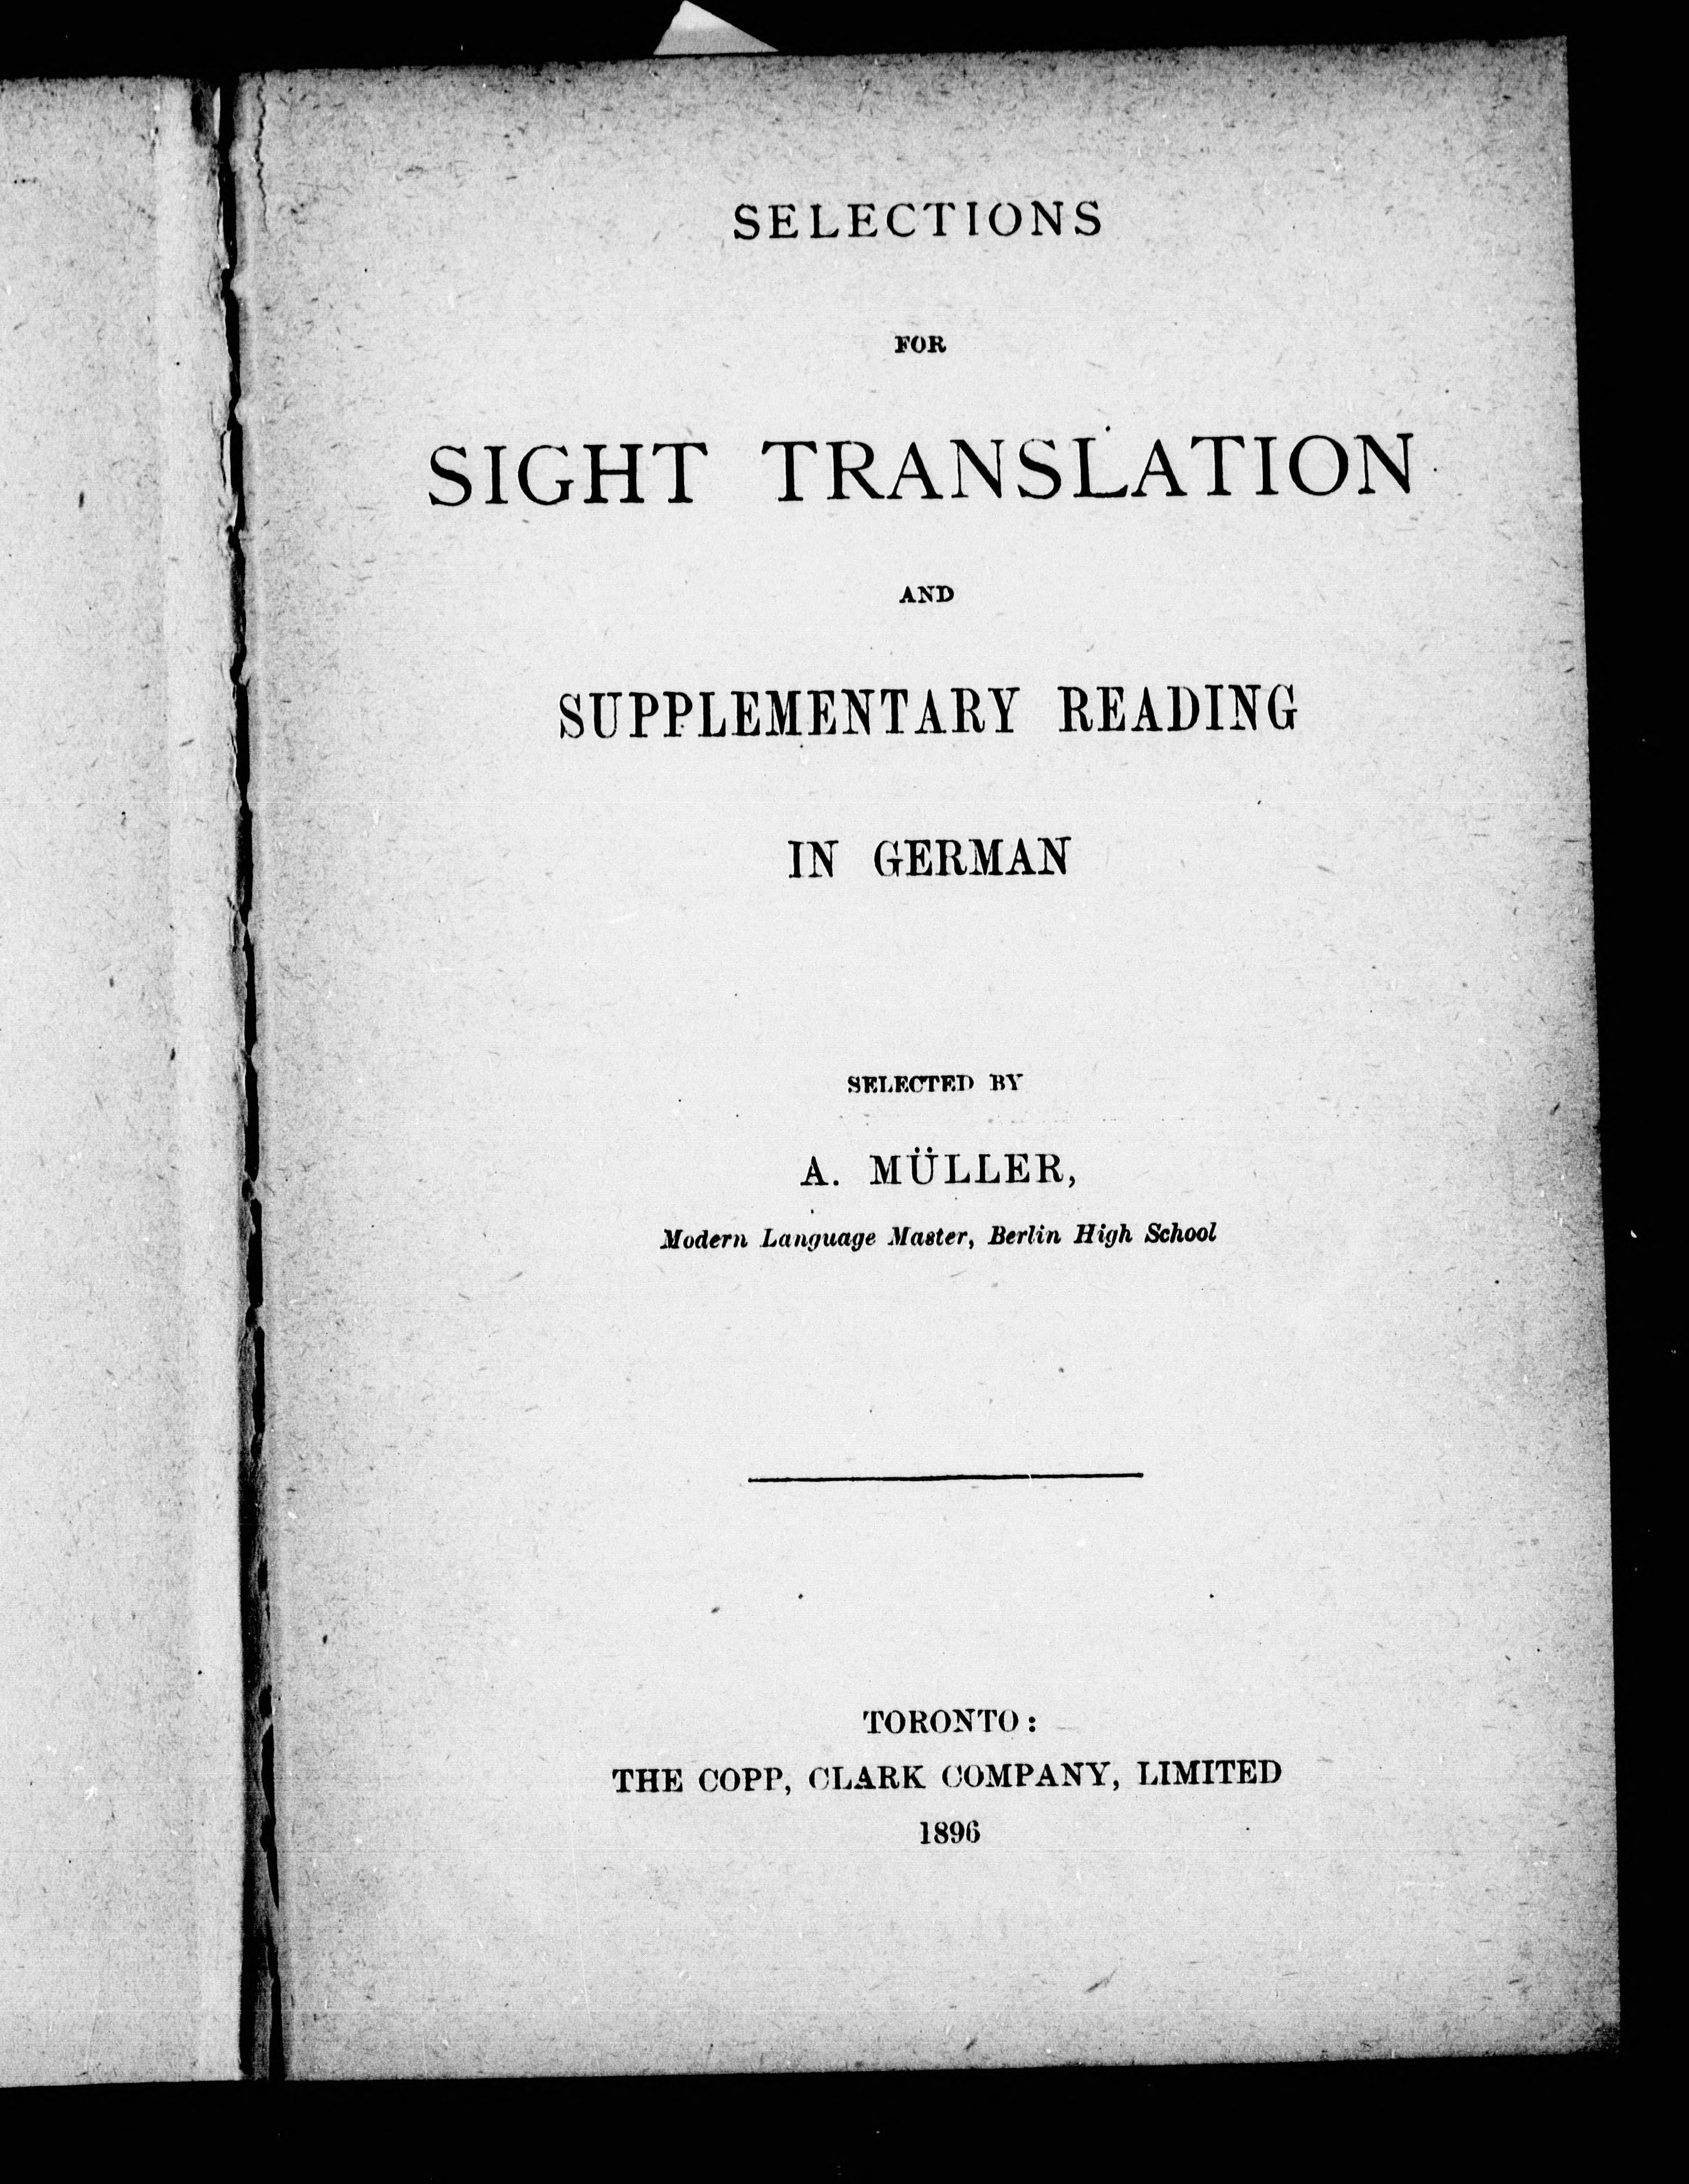 SELECTIONS
FOR
SIGHT TRANSLATION
AND
SUPPLEMENTARY READING
IN GERMAN
SELECTED BY
A. MÜLLER,
Modern Language Master, Berlin High School
TORONTO:
THE COPP, CLARK COMPANY, LIMITED
1896